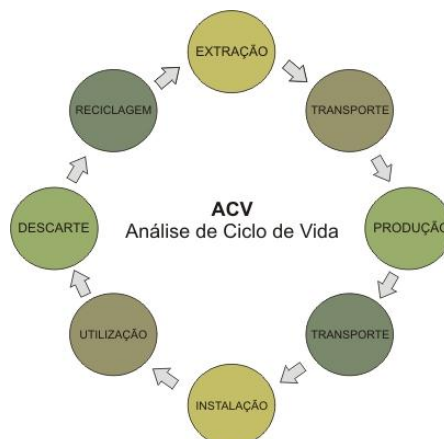 EXTRAÇÃO
TRANSPORTE
PRODUÇÃO
TRANSPORTE
INSTALAÇÃO
UTILIZAÇÃO
DESCARTE
RECICLAGEM
ACV
Análise de Ciclo de Vida